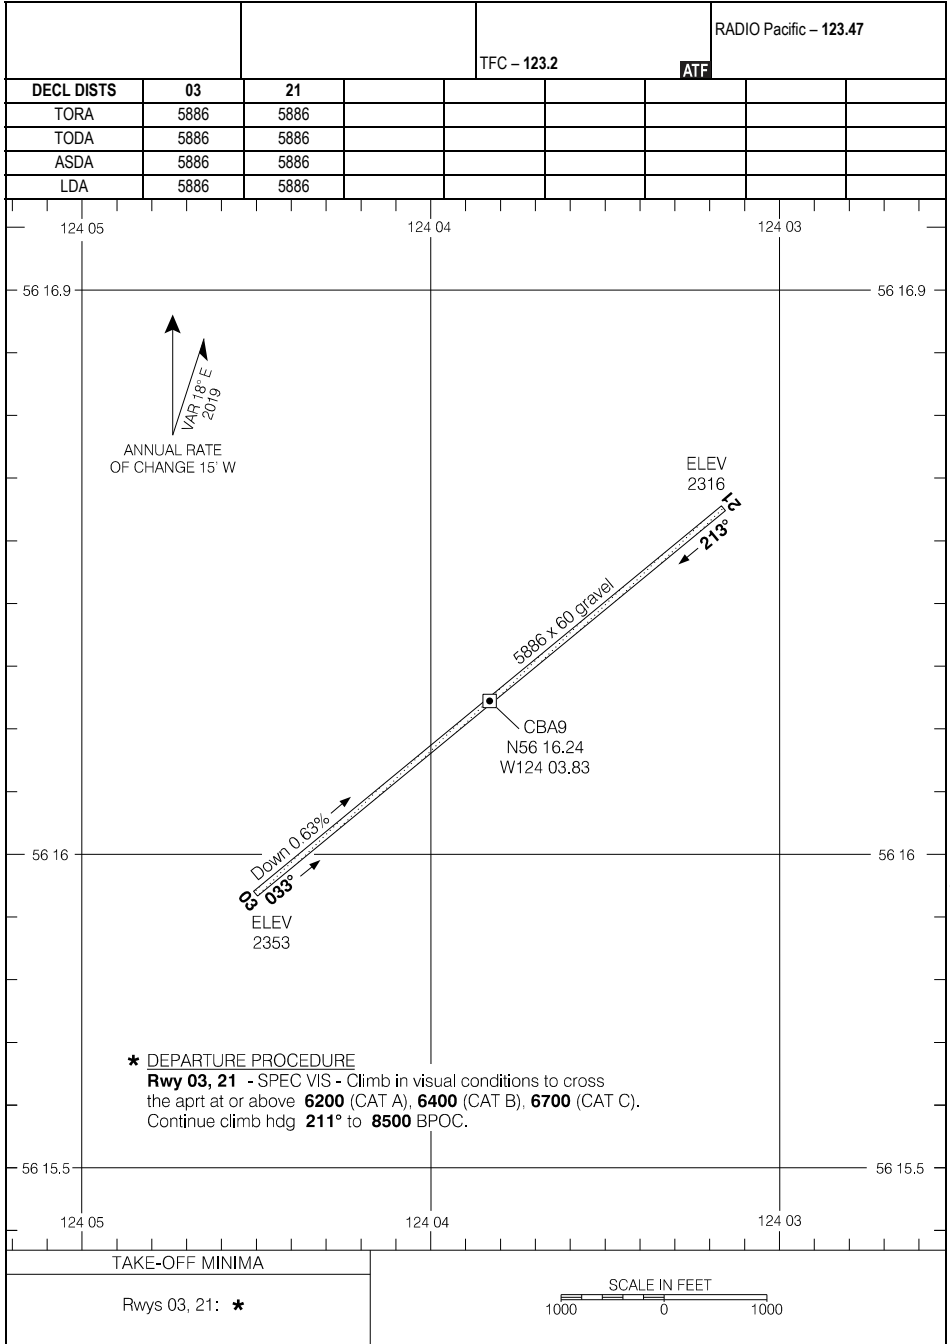 RADIO Pacific – 123.47
TFC – 123.2
ATF
DECL DISTS 03 21
TORA 5886 5886
TODA 5886 5886
ASDA 5886 5886
LDA 5886 5886
124 05 124 04 124 03
56 16.9 56 16.9
VAR 18° E
2019
ANNUAL RATE
OF CHANGE 15' W
ELEV
2316
21
213°
5886 x 60 gravel
CBA9
N56 16.24
W124 03.83
Down 0.63%
56 16 56 16
03
033°
ELEV
2353
* DEPARTURE PROCEDURE
Rwy 03, 21 - SPEC VIS - Climb in visual conditions to cross
the aprt at or above 6200 (CAT A), 6400 (CAT B), 6700 (CAT C).
Continue climb hdg 211° to 8500 BPOC.
56 15.5 56 15.5
124 05 124 04 124 03
TAKE-OFF MINIMA
Rwys 03, 21: *
SCALE IN FEET
1000 0 1000